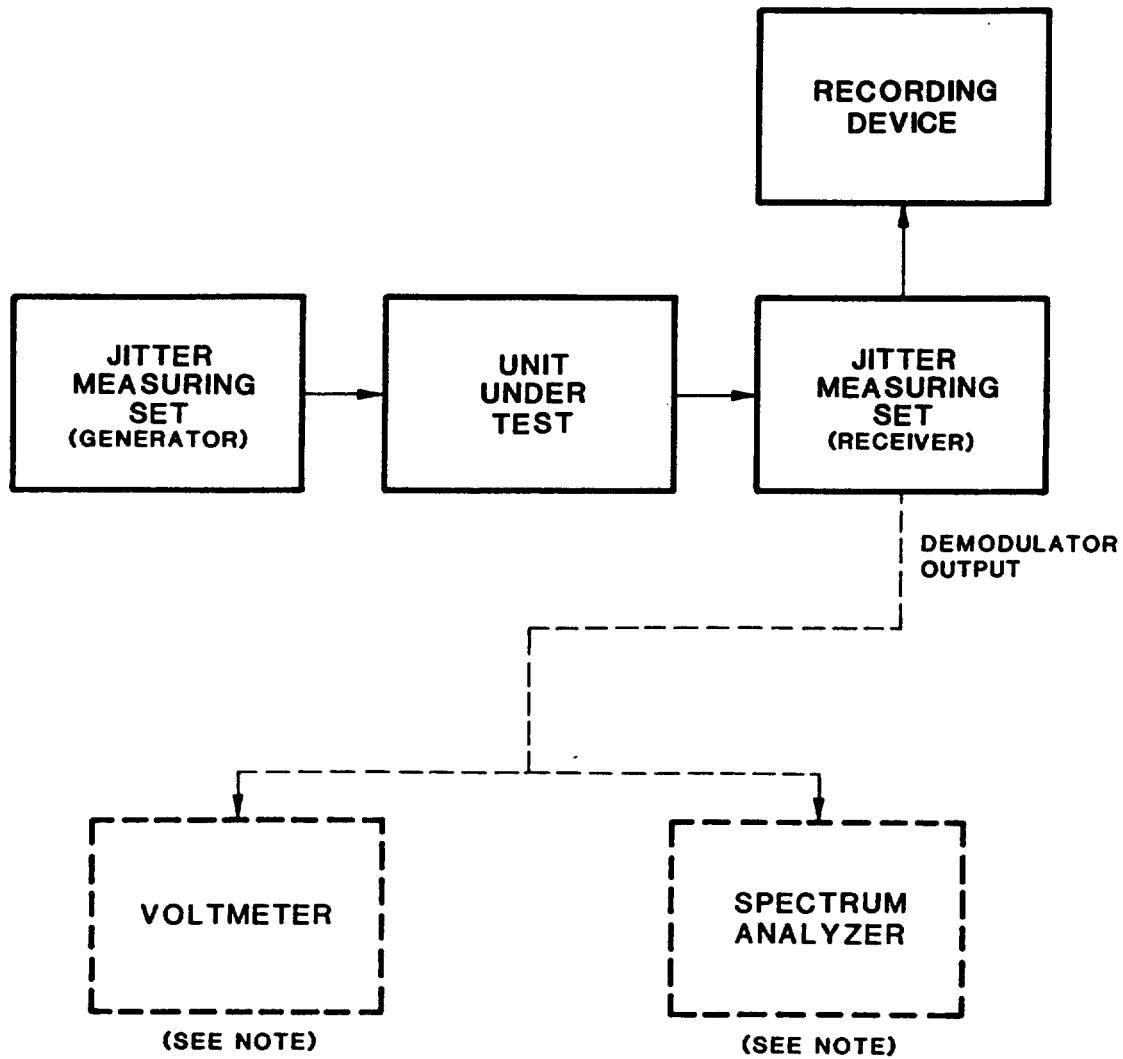 RECORDING
DEVICE
JITTER
MEASURING
SET
(GENERATOR)
UNIT
UNDER
TEST
JITTER
MEASURING
SET
(RECEIVER)
DEMODULATOR
OUTPUT
VOLTMETER
(SEE NOTE)
SPECTRUM
ANALYZER
(SEE NOTE)